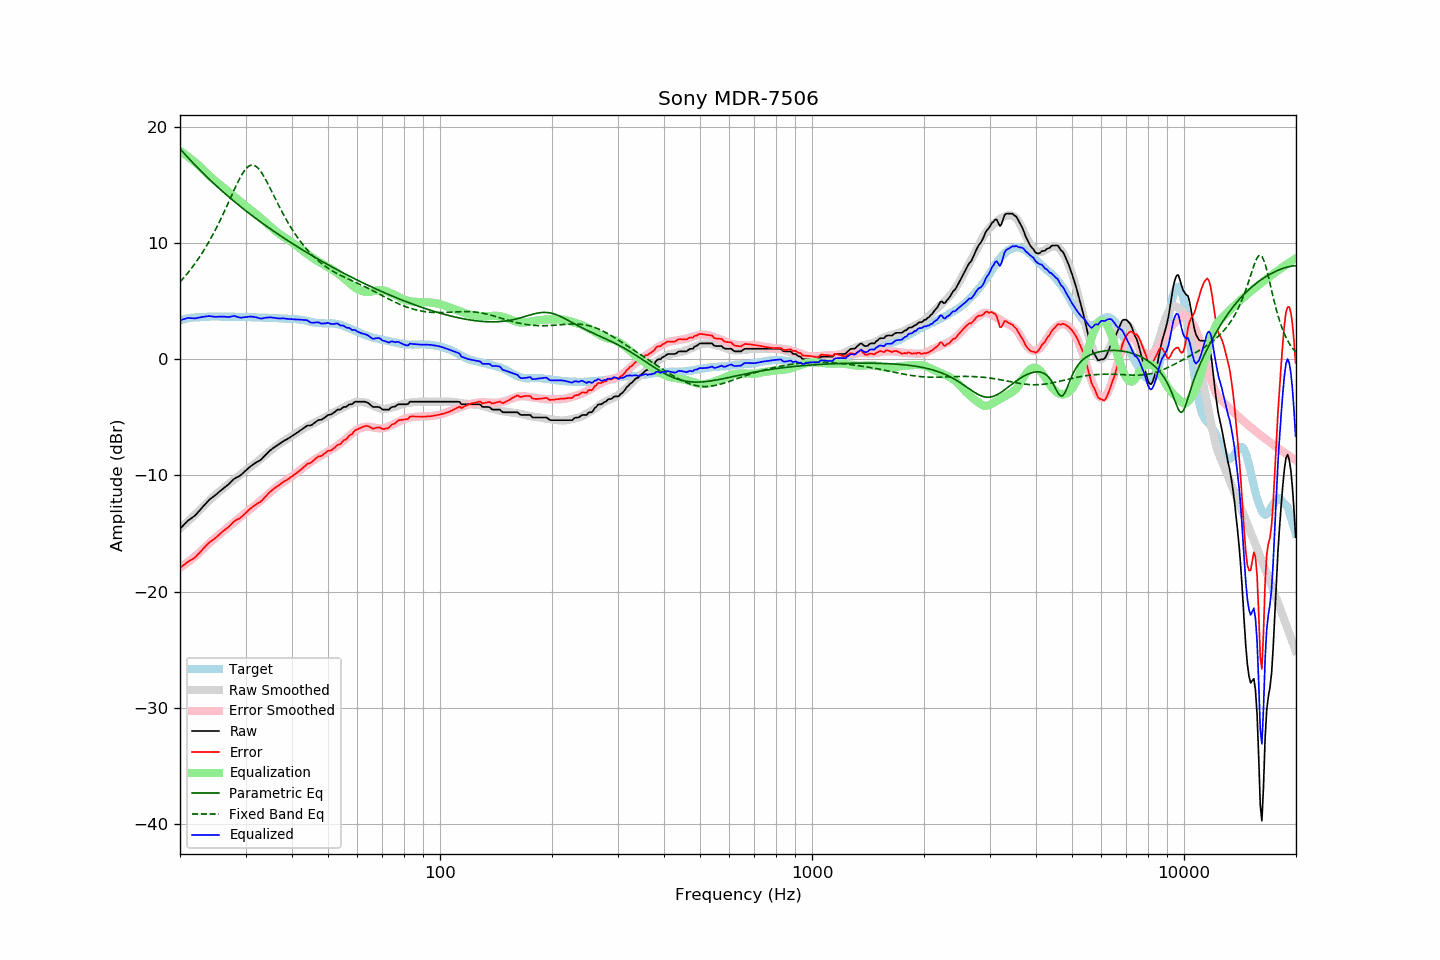 Sony MDR-7506
Amplitude (dBr)
20
10
0
−10
−20
−30
−40
Target
Raw Smoothed
Error Smoothed
Raw
Error
Equalization
Parametric Eq
Fixed Band Eq
Equalized
100
1000
10000
Frequency (Hz)